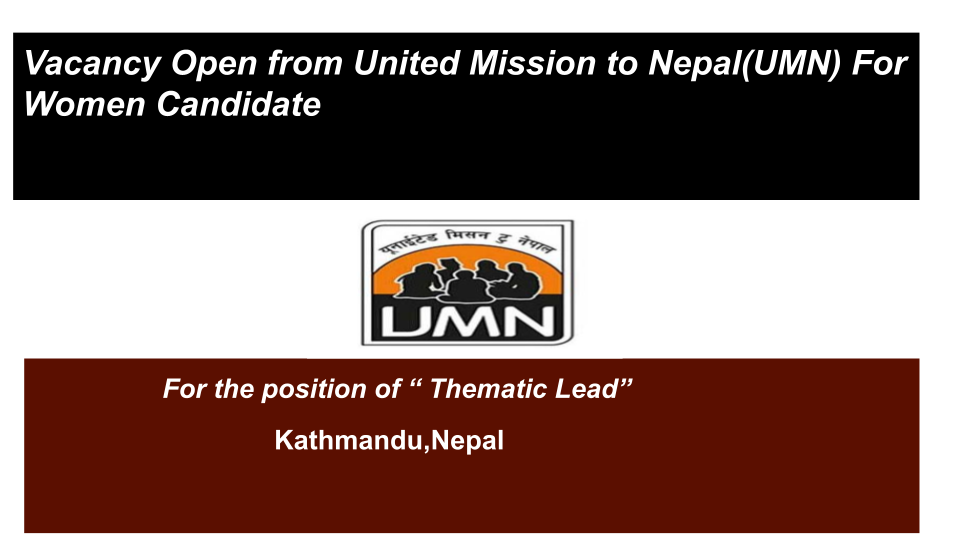 Vacancy Open from United Mission to Nepal(UMN) For
Women Candidate
यूनाईटेड मिसन टु नेपाल
UMN
For the position of “ Thematic Lead”
Kathmandu,Nepal